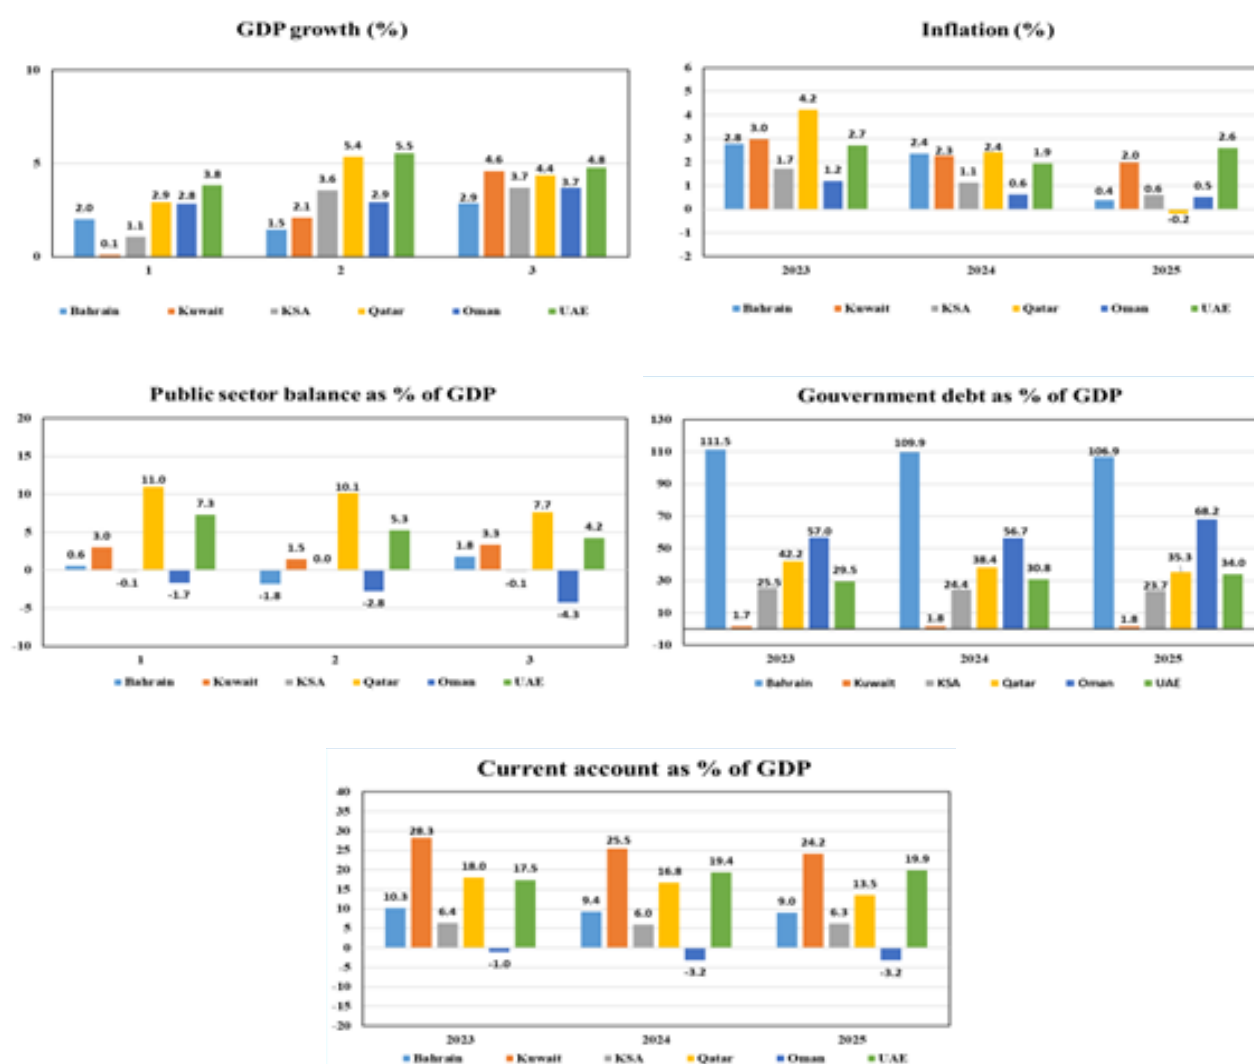 GDP growth (%)
10
5
0
2.0 0.1 1.1 2.9 2.8 3.8
1.5 2.1 3.6 5.4 2.9 5.5
2.9 4.6 3.7 4.4 3.7 4.8
1 2 3
Bahrain Kuwait KSA Qatar Oman UAE
Inflation (%)
6
5
4
3
2
1
0
-1
-2
2.8 3.0 1.7 4.2 1.2 2.7
2.4 2.3 1.1 2.4 0.6 1.9
0.4 2.0 0.6 -0.2 0.5 2.6
2023 2024 2025
Bahrain Kuwait KSA Qatar Oman UAE
Public sector balance as % of GDP
20
15
10
5
0
-5
-10
0.6 3.0 -0.1 11.0 -1.7 7.3
-1.8 1.5 0.0 10.1 -2.8 5.3
1.8 3.3 -0.1 7.7 -4.3 4.2
1 2 3
Bahrain Kuwait KSA Qatar Oman UAE
Gouvernment debt as % of GDP
130
110
90
70
50
30
10
-10
111.5 1.7 25.5 42.2 57.0 29.5
109.9 1.8 24.4 38.4 56.7 30.8
106.9 1.8 23.7 35.3 68.2 34.0
2023 2024 2025
Bahrain Kuwait KSA Qatar Oman UAE
Current account as % of GDP
40
35
30
25
20
15
10
5
0
-5
-10
-15
-20
10.3 28.3 6.4 18.0 -1.0 17.5
9.4 25.5 6.0 16.8 -3.2 19.4
9.0 24.2 6.3 13.5 -3.2 19.9
2023 2024 2025
Bahrain Kuwait KSA Qatar Oman UAE